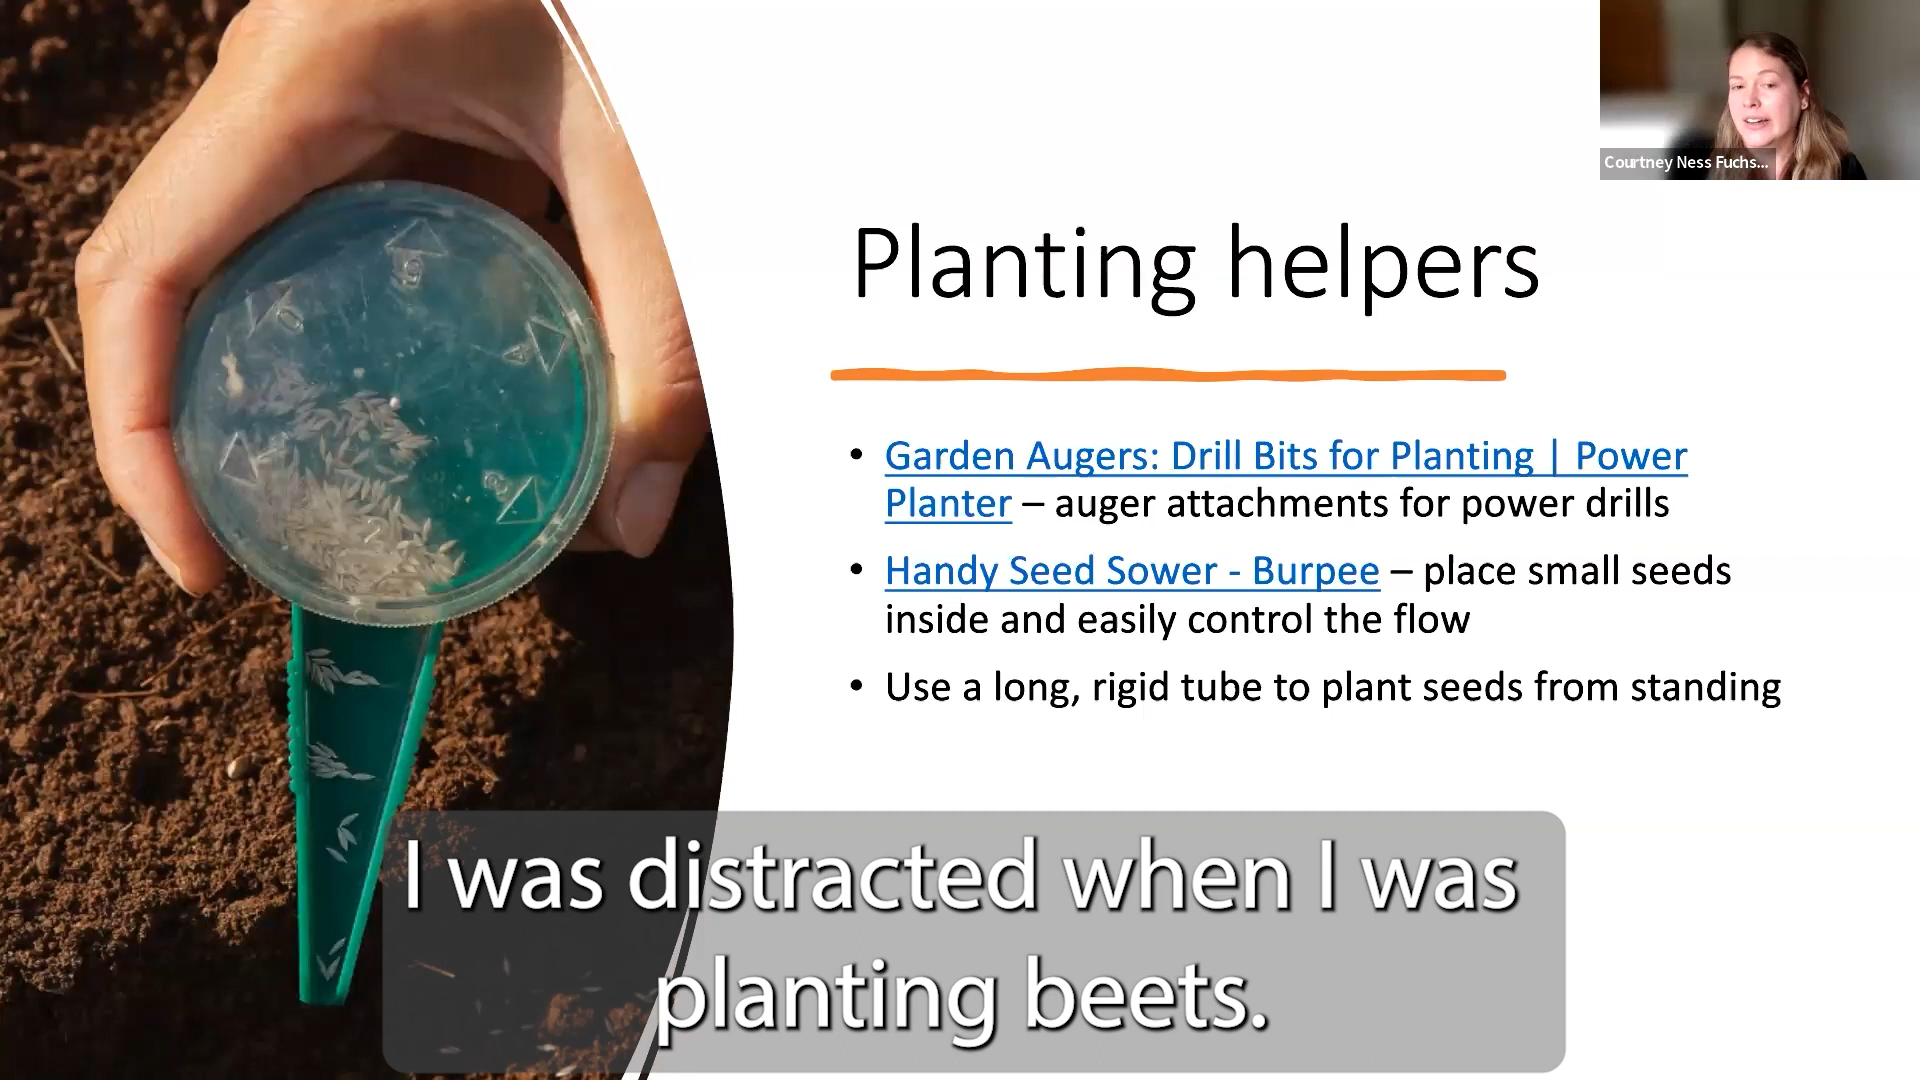 Courtney Ness Fuchs...
Planting helpers
• Garden Augers: Drill Bits for Planting | Power
Planter – auger attachments for power drills
• Handy Seed Sower - Burpee – place small seeds
inside and easily control the flow
• Use a long, rigid tube to plant seeds from standing
I was distracted when I was
planting beets.